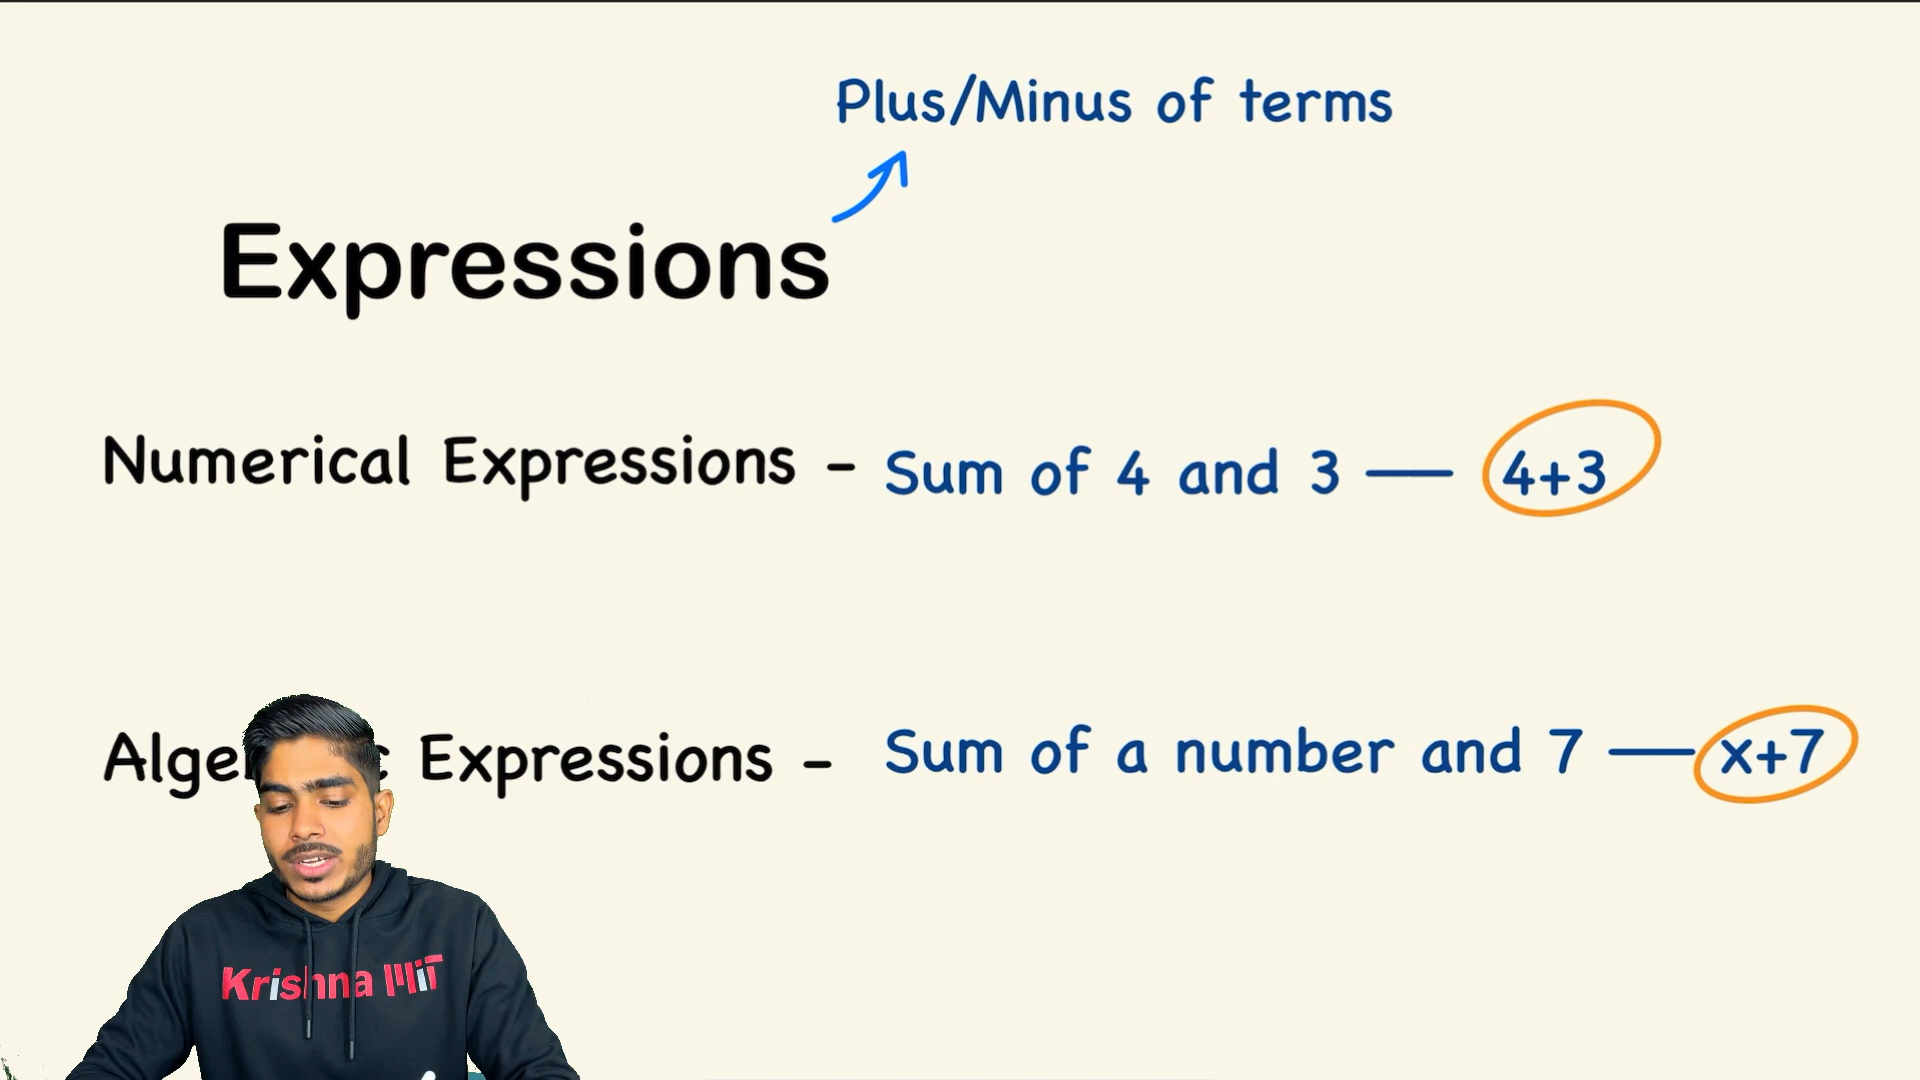 Plus/Minus of terms
Expressions
Numerical Expressions - Sum of 4 and 3 — 4+3
Expressions - Sum of a number and 7 — x+7
Krishna MIT